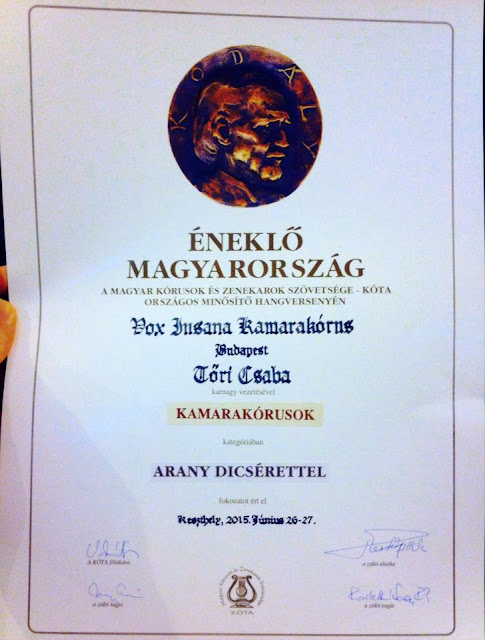 KODÁLY
ÉNEKLŐ
MAGYARORSZÁG
A MAGYAR KÓRUSOK ÉS ZENEKAROK SZÖVETSÉGE - KÓTA
ORSZÁGOS MINŐSÍTŐ HANGVERSENYÉN
Vox Insana Kamarakórus
Budapest
Tőri Csaba
karnagy vezetésével
KAMARAKÓRUSOK
kategóriában
ARANY DICSÉRETTEL
fokozatot ért el
Keszthely, 2015. Június 26-27.
A KÓTA főtitkára
a zsűri elnöke
a zsűri tagja
a zsűri tagja
KÓTA